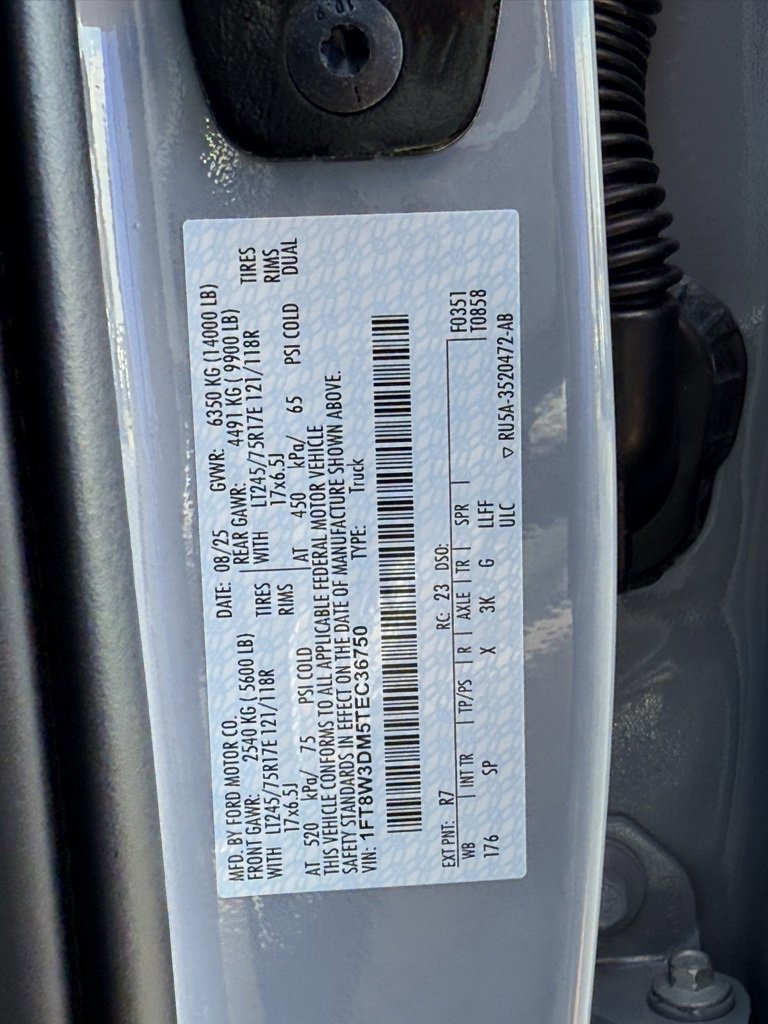 10.9
MFD. BY FORD MOTOR CO. DATE: 08/25 GVWR: 6350 KG (14000 LB)
FRONT GAWR: 2540 KG ( 5600 LB) REAR GAWR: 4491 KG ( 9900 LB)
WITH LT245/75R17E 121/118R TIRES WITH LT245/75R17E 121/118R TIRES
17x6.5J RIMS 17x6.5J RIMS
AT 520 kPa/ 75 PSI COLD AT 450 kPa/ 65 PSI COLD DUAL
THIS VEHICLE CONFORMS TO ALL APPLICABLE FEDERAL MOTOR VEHICLE
SAFETY STANDARDS IN EFFECT ON THE DATE OF MANUFACTURE SHOWN ABOVE.
VIN: 1FT8W3DM5TEC36750 TYPE: Truck
EXT PNT: R7 RC: 23 DSO: F0351
WB INT TR TP/PS R AXLE TR SPR T0858
176 SP X 3K G LLFF
ULC ▽ RU5A-3520472-AB